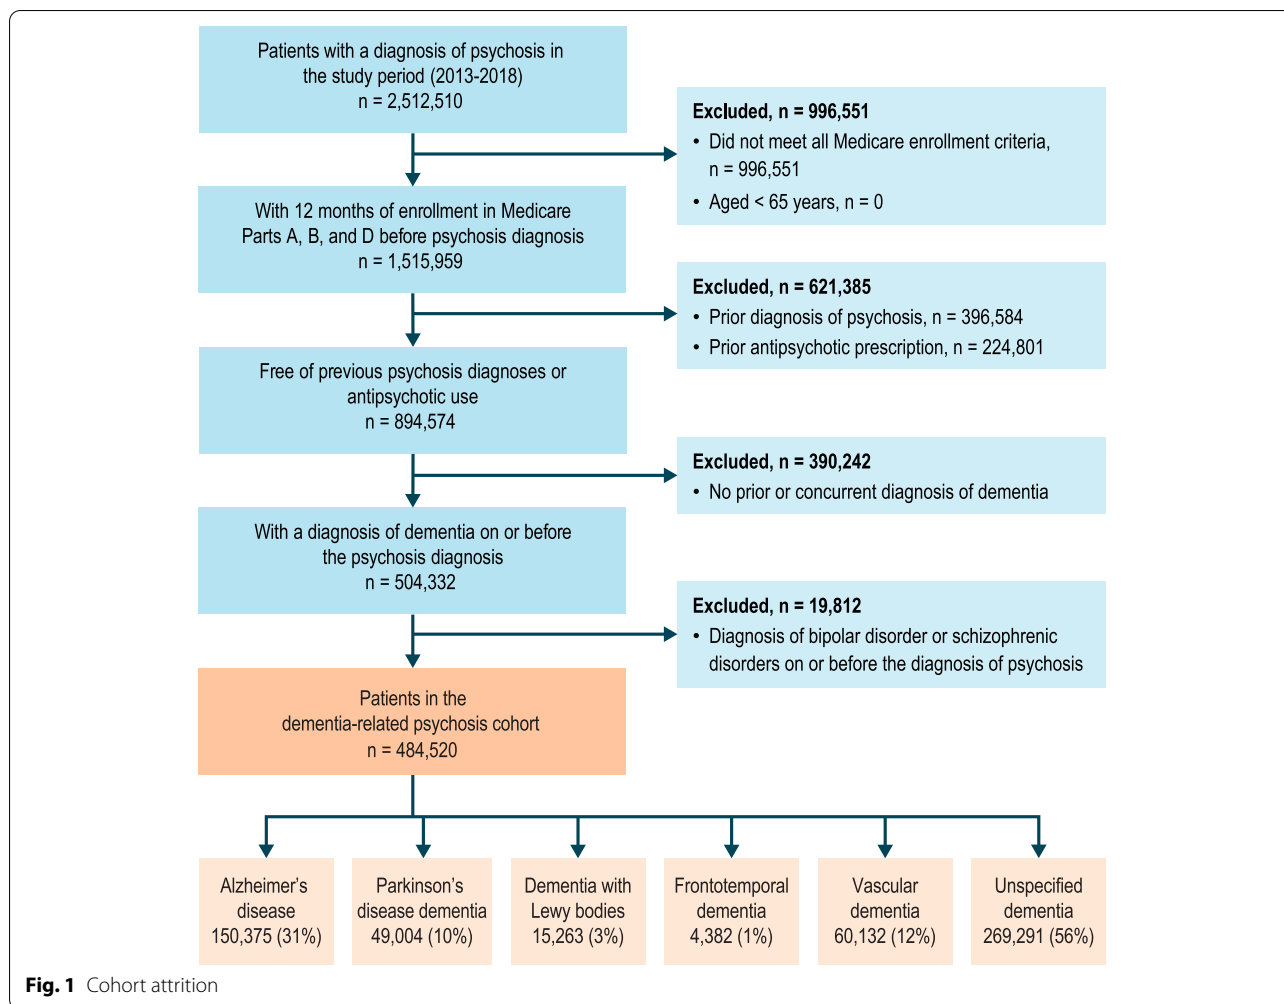 Patients with a diagnosis of psychosis in
the study period (2013-2018)
n = 2,512,510
Excluded, n = 996,551
• Did not meet all Medicare enrollment criteria,
n = 996,551
• Aged < 65 years, n = 0
With 12 months of enrollment in Medicare
Parts A, B, and D before psychosis diagnosis
n = 1,515,959
Excluded, n = 621,385
• Prior diagnosis of psychosis, n = 396,584
• Prior antipsychotic prescription, n = 224,801
Free of previous psychosis diagnoses or
antipsychotic use
n = 894,574
Excluded, n = 390,242
• No prior or concurrent diagnosis of dementia
With a diagnosis of dementia on or before
the psychosis diagnosis
n = 504,332
Excluded, n = 19,812
• Diagnosis of bipolar disorder or schizophrenic
disorders on or before the diagnosis of psychosis
Patients in the
dementia-related psychosis cohort
n = 484,520
Alzheimer's
disease
150,375 (31%)
Parkinson's
disease dementia
49,004 (10%)
Dementia with
Lewy bodies
15,263 (3%)
Frontotemporal
dementia
4,382 (1%)
Vascular
dementia
60,132 (12%)
Unspecified
dementia
269,291 (56%)
Fig. 1 Cohort attrition